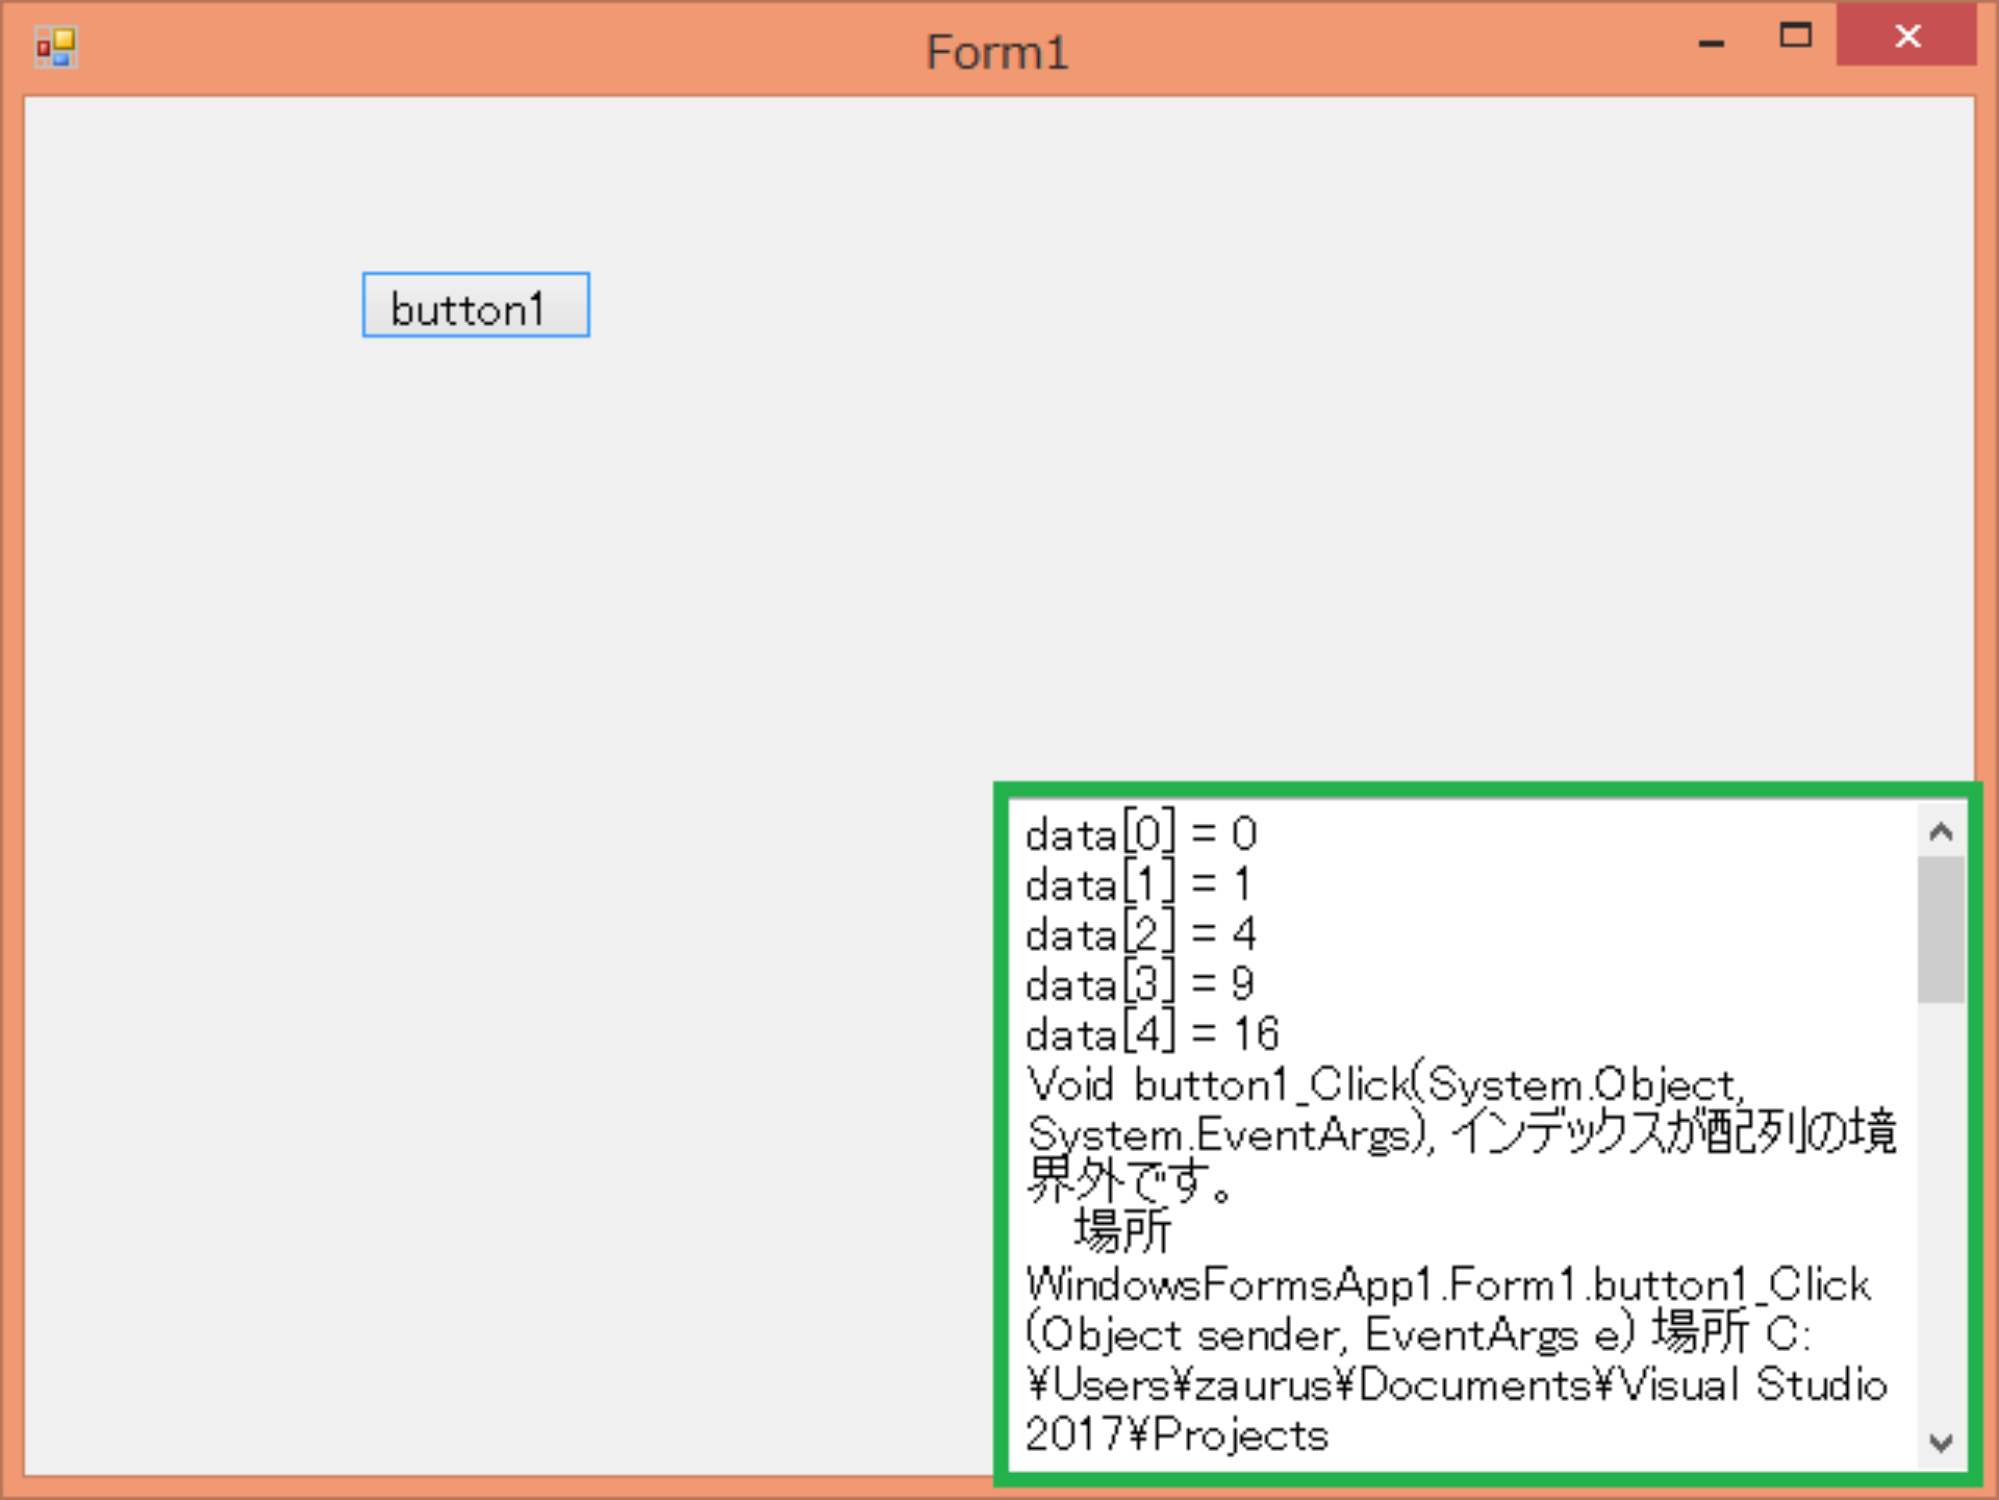 Form1
button1
data[0] = 0
data[1] = 1
data[2] = 4
data[3] = 9
data[4] = 16
Void button1_Click(System.Object,
System.EventArgs), インデックスが配列の境
界外です。
場所
WindowsFormsApp1.Form1.button1_Click
(Object sender, EventArgs e) 場所 C:
¥Users¥zaurus¥Documents¥Visual Studio
2017¥Projects